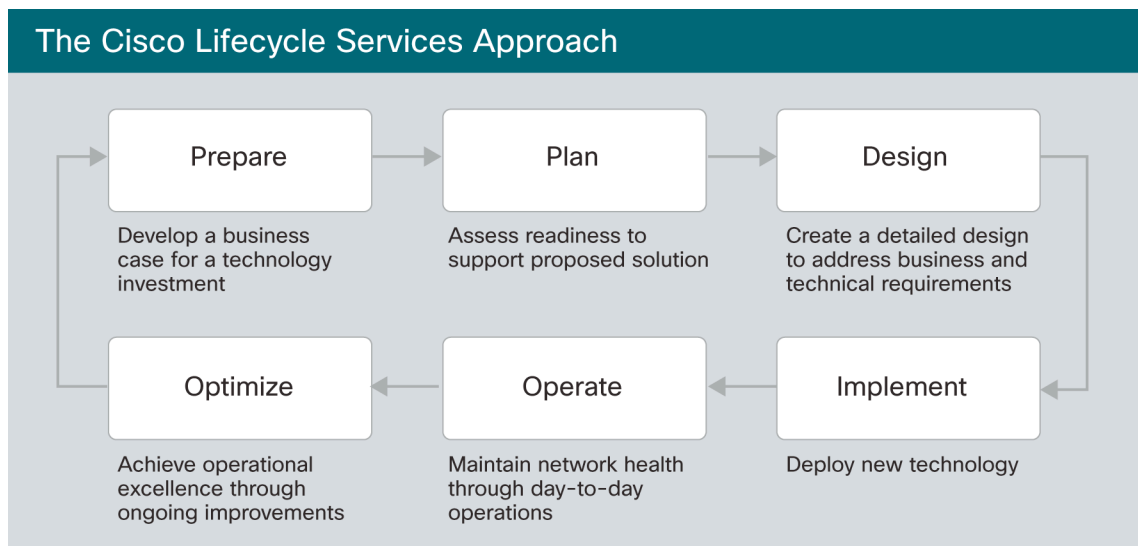 The Cisco Lifecycle Services Approach
Prepare
Develop a business
case for a technology
investment
Plan
Assess readiness to
support proposed solution
Design
Create a detailed design
to address business and
technical requirements
Implement
Deploy new technology
Operate
Maintain network health
through day-to-day
operations
Optimize
Achieve operational
excellence through
ongoing improvements